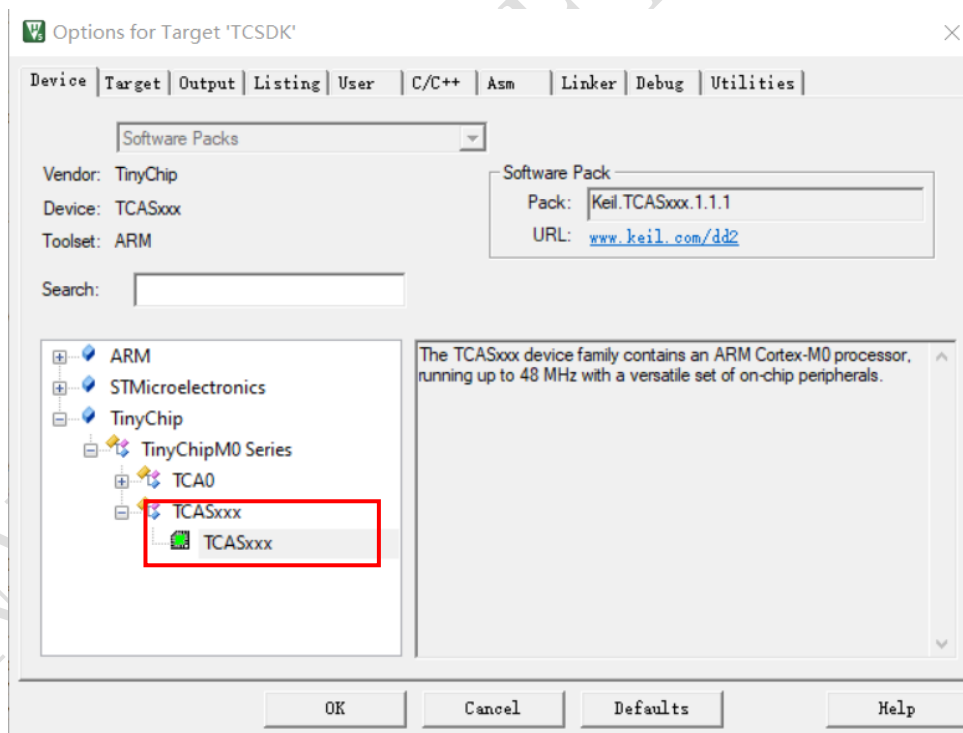 Options for Target 'TCSDK'
Device Target Output Listing User C/C++ Asm Linker Debug Utilities
Software Packs
Vendor: TinyChip
Device: TCASxxx
Toolset: ARM
Software Pack
Pack: Keil.TCASxxx.1.1.1
URL: www.keil.com/dd2
Search:
ARM
STMicroelectronics
TinyChip
TinyChipM0 Series
TCA0
TCASxxx
TCASxxx
The TCASxxx device family contains an ARM Cortex-M0 processor,
running up to 48 MHz with a versatile set of on-chip peripherals.
OK Cancel Defaults Help